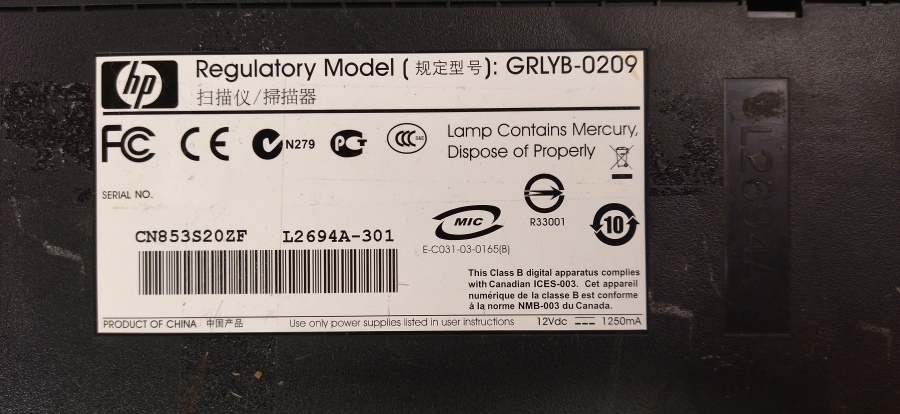 hp Regulatory Model ( 规定型号 ): GRLYB-0209
扫描仪/掃描器
FC CE N279 PCT CCC S&E
Lamp Contains Mercury,
Dispose of Properly
SERIAL NO.
CN853S20ZF L2694A-301
MIC
E-C031-03-0165(B)
R33001
10
This Class B digital apparatus complies
with Canadian ICES-003. Cet appareil
numérique de la classe B est conforme
à la norme NMB-003 du Canada.
PRODUCT OF CHINA 中国产品 Use only power supplies listed in user instructions 12Vdc 1250mA